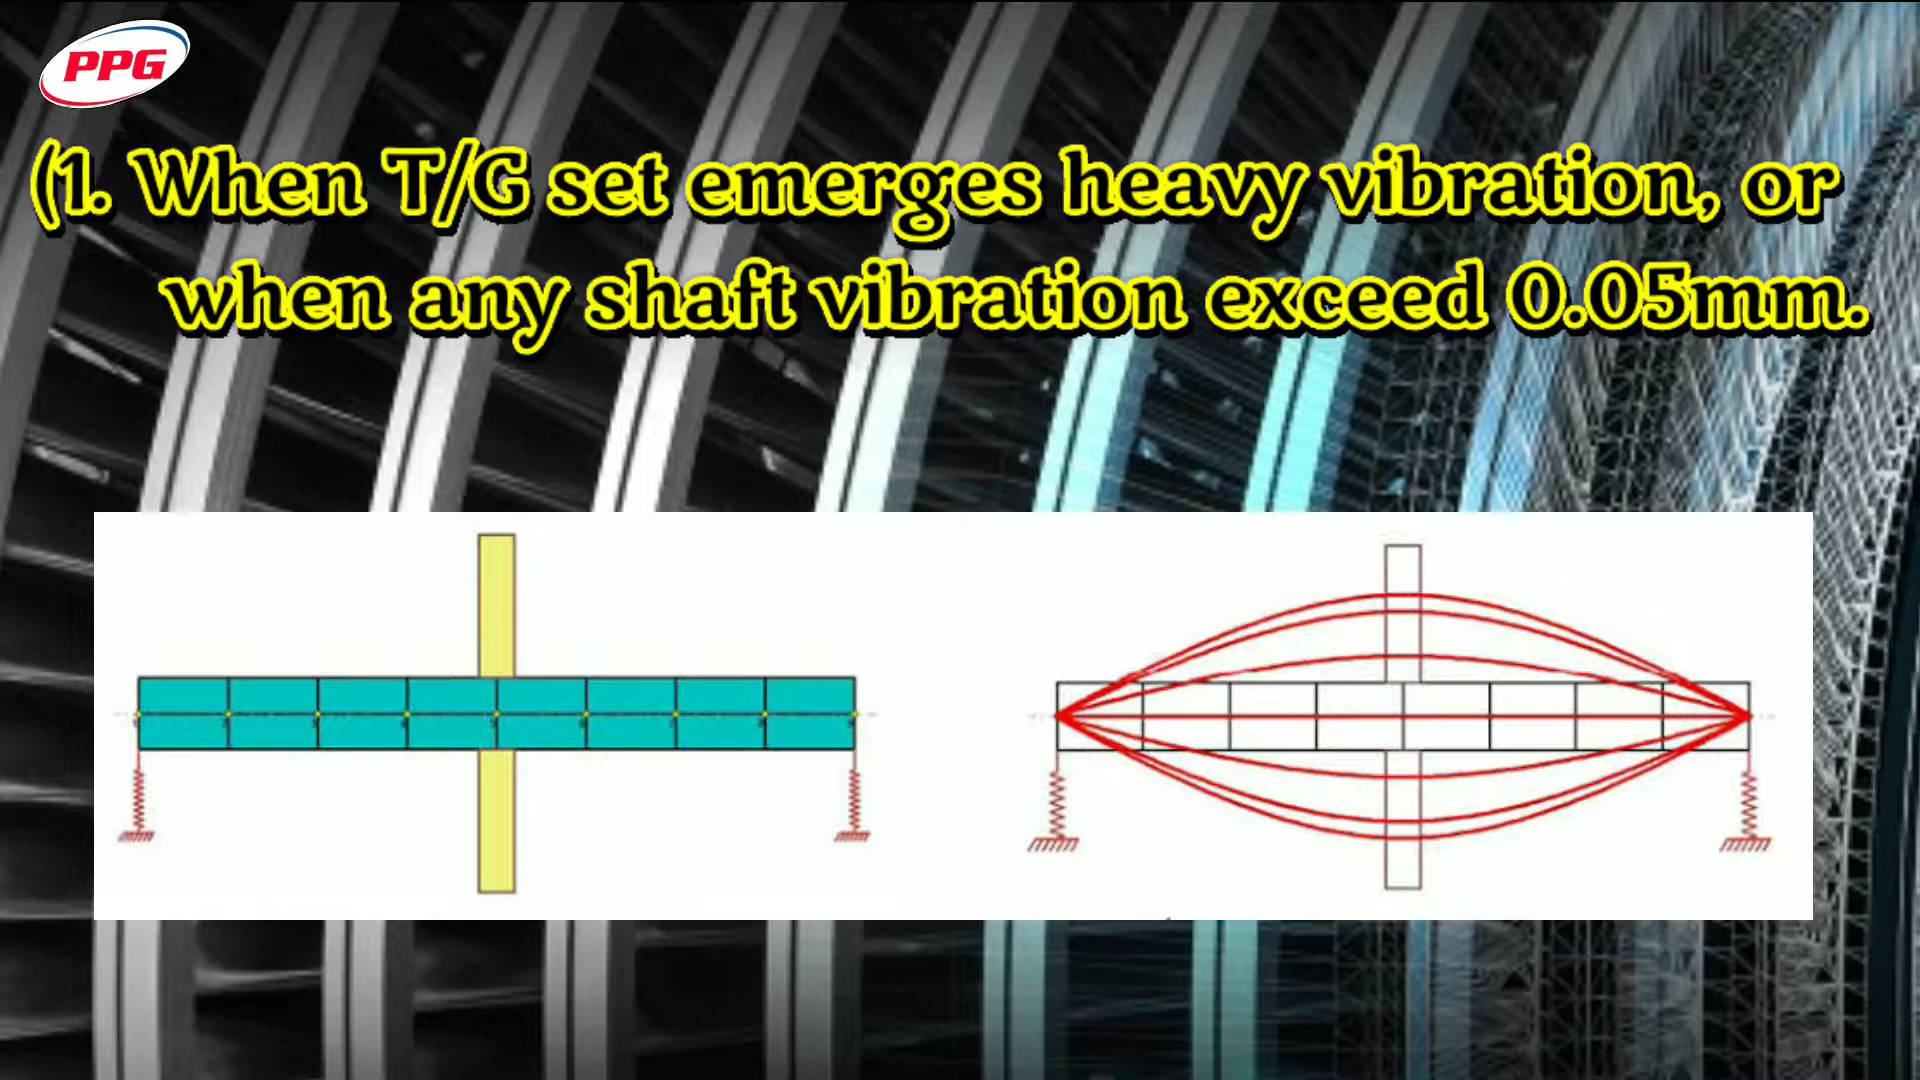 PPG
(1. When T/G set emerges heavy vibration, or
when any shaft vibration exceed 0.05mm.